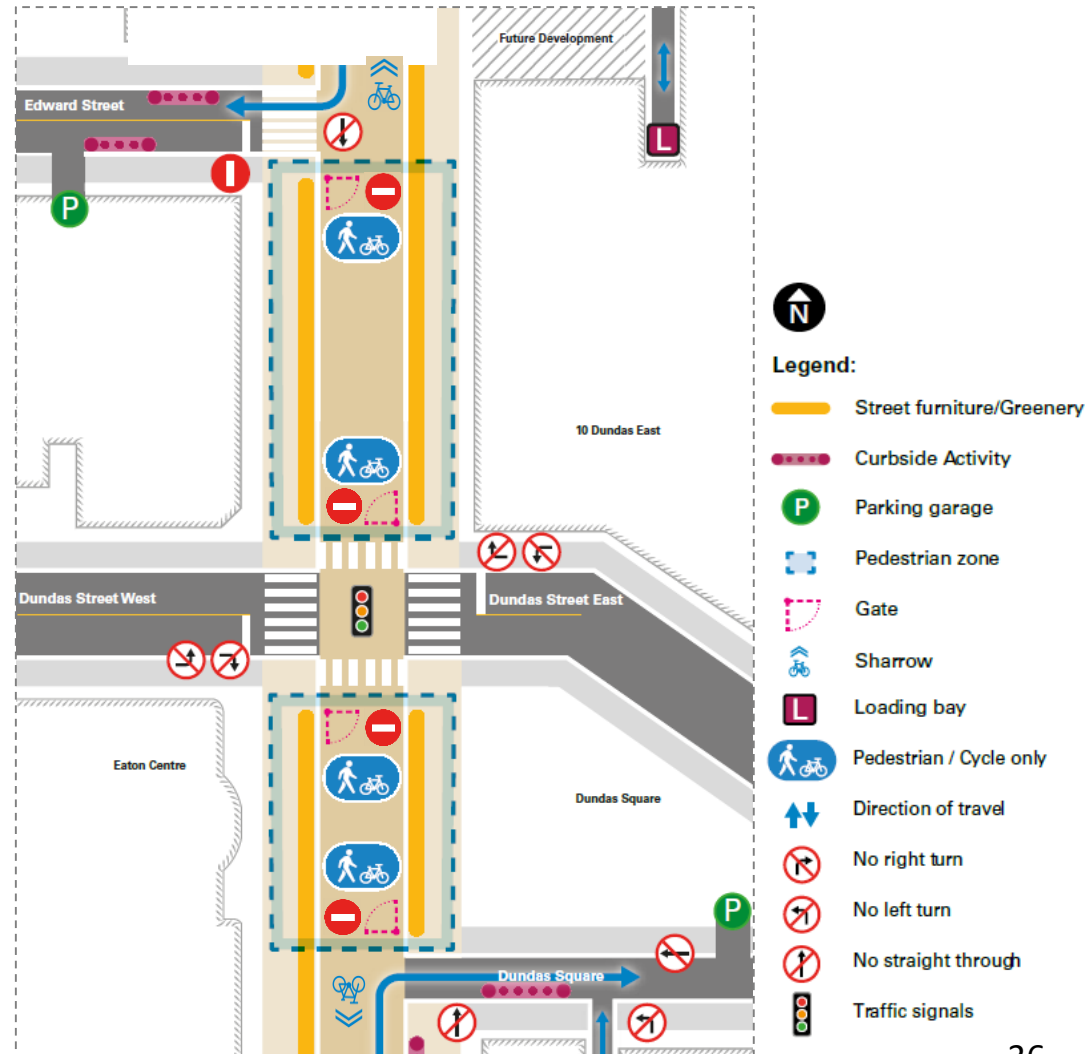 Future Development
Edward Street
L
P
10 Dundas East
Dundas Street West
Dundas Street East
Eaton Centre
Dundas Square
P
Dundas Square
N
Legend:
Street furniture/Greenery
Curbside Activity
P
Parking garage
Pedestrian zone
Gate
Sharrow
L
Loading bay
Pedestrian / Cycle only
Direction of travel
No right turn
No left turn
No straight through
Traffic signals